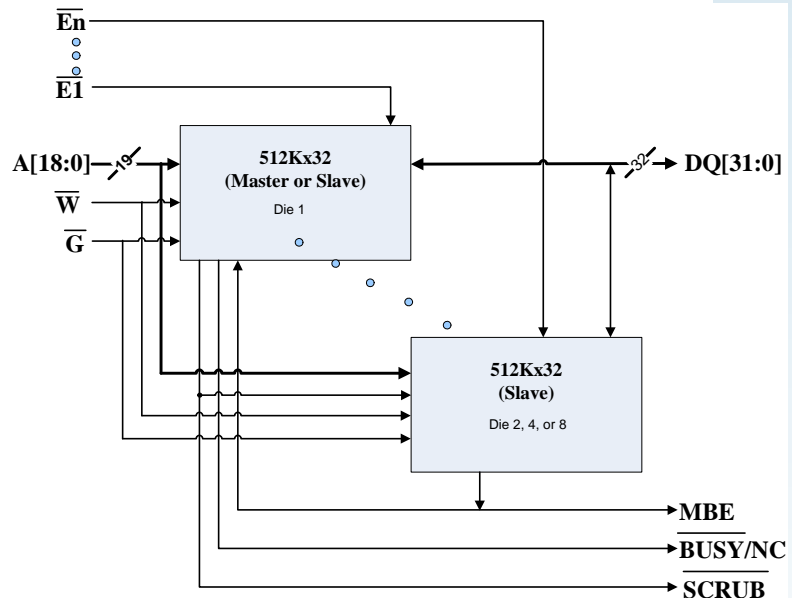 En
E1
A[18:0]
19
W
G
512Kx32
(Master or Slave)
Die 1
32
DQ[31:0]
512Kx32
(Slave)
Die 2, 4, or 8
MBE
BUSY/NC
SCRUB